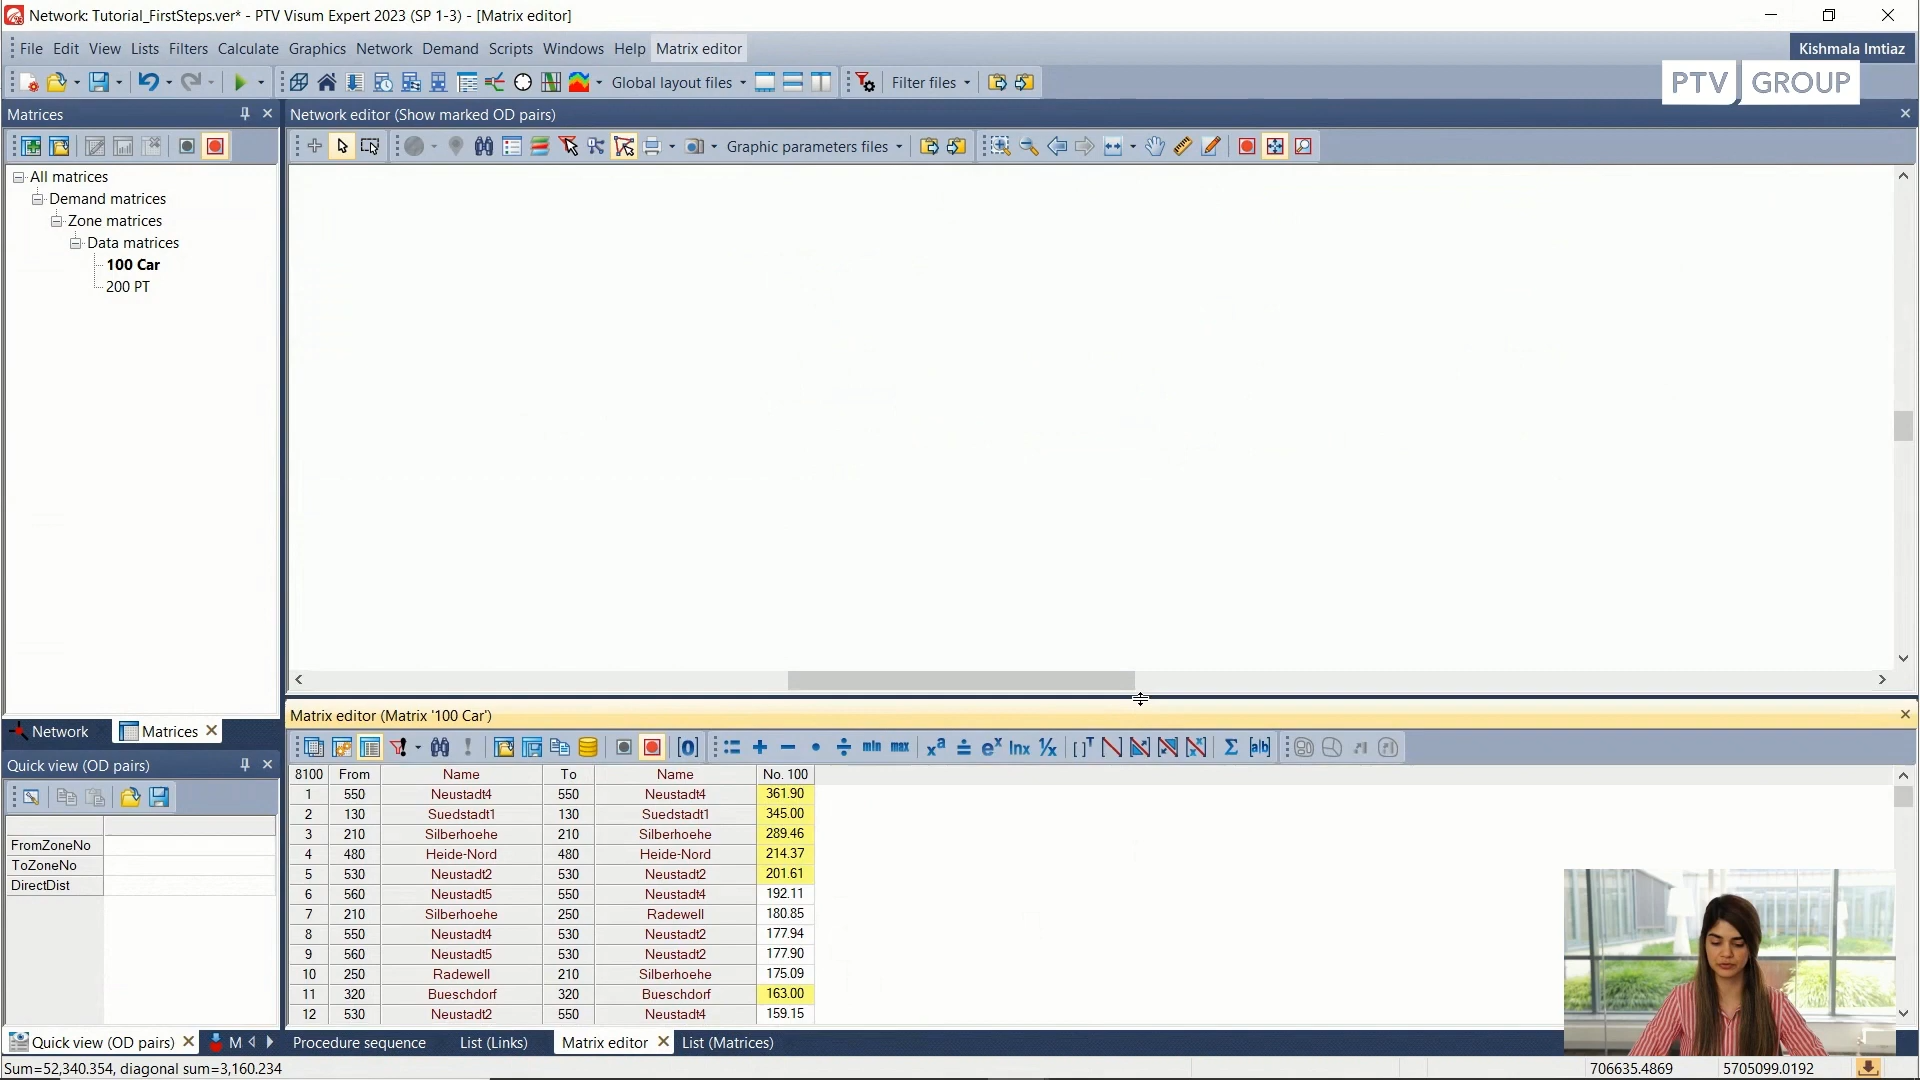 Network: Tutorial_FirstSteps.ver* - PTV Visum Expert 2023 (SP 1-3) - [Matrix editor]
File Edit View Lists Filters Calculate Graphics Network Demand Scripts Windows Help Matrix editor
Kishmala Imtiaz
Global layout files
Filter files
PTV GROUP
Matrices
Network editor (Show marked OD pairs)
Graphic parameters files
All matrices
Demand matrices
Zone matrices
Data matrices
100 Car
200 PT
Network Matrices
Quick view (OD pairs)
FromZoneNo
ToZoneNo
DirectDist
Matrix editor (Matrix '100 Car')
min max
8100 From Name To Name No. 100
1 550 Neustadt4 550 Neustadt4 361.90
2 130 Suedstadt1 130 Suedstadt1 345.00
3 210 Silberhoehe 210 Silberhoehe 289.46
4 480 Heide-Nord 480 Heide-Nord 214.37
5 530 Neustadt2 530 Neustadt2 201.61
6 560 Neustadt5 550 Neustadt4 192.11
7 210 Silberhoehe 250 Radewell 180.85
8 550 Neustadt4 530 Neustadt2 177.94
9 560 Neustadt5 530 Neustadt2 177.90
10 250 Radewell 210 Silberhoehe 175.09
11 320 Bueschdorf 320 Bueschdorf 163.00
12 530 Neustadt2 550 Neustadt4 159.15
Quick view (OD pairs) M
Procedure sequence List (Links) Matrix editor List (Matrices)
Sum=52,340.354, diagonal sum=3,160.234
706635.4869 5705099.0192